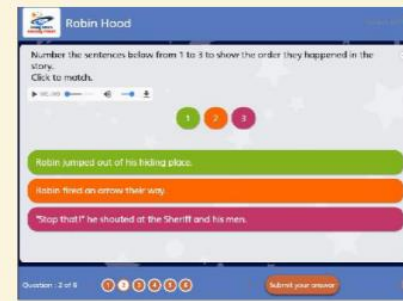 Robin Hood
Number the sentences below from 1 to 3 to show the order they happened in the
story.
Click to match.
1 2 3
Robin jumped out of his hiding place.
Robin fired an arrow their way.
"Stop that!" he shouted at the Sheriff and his men.
Question : 2 of 6
1 2 3 4 5 6
Submit your answer